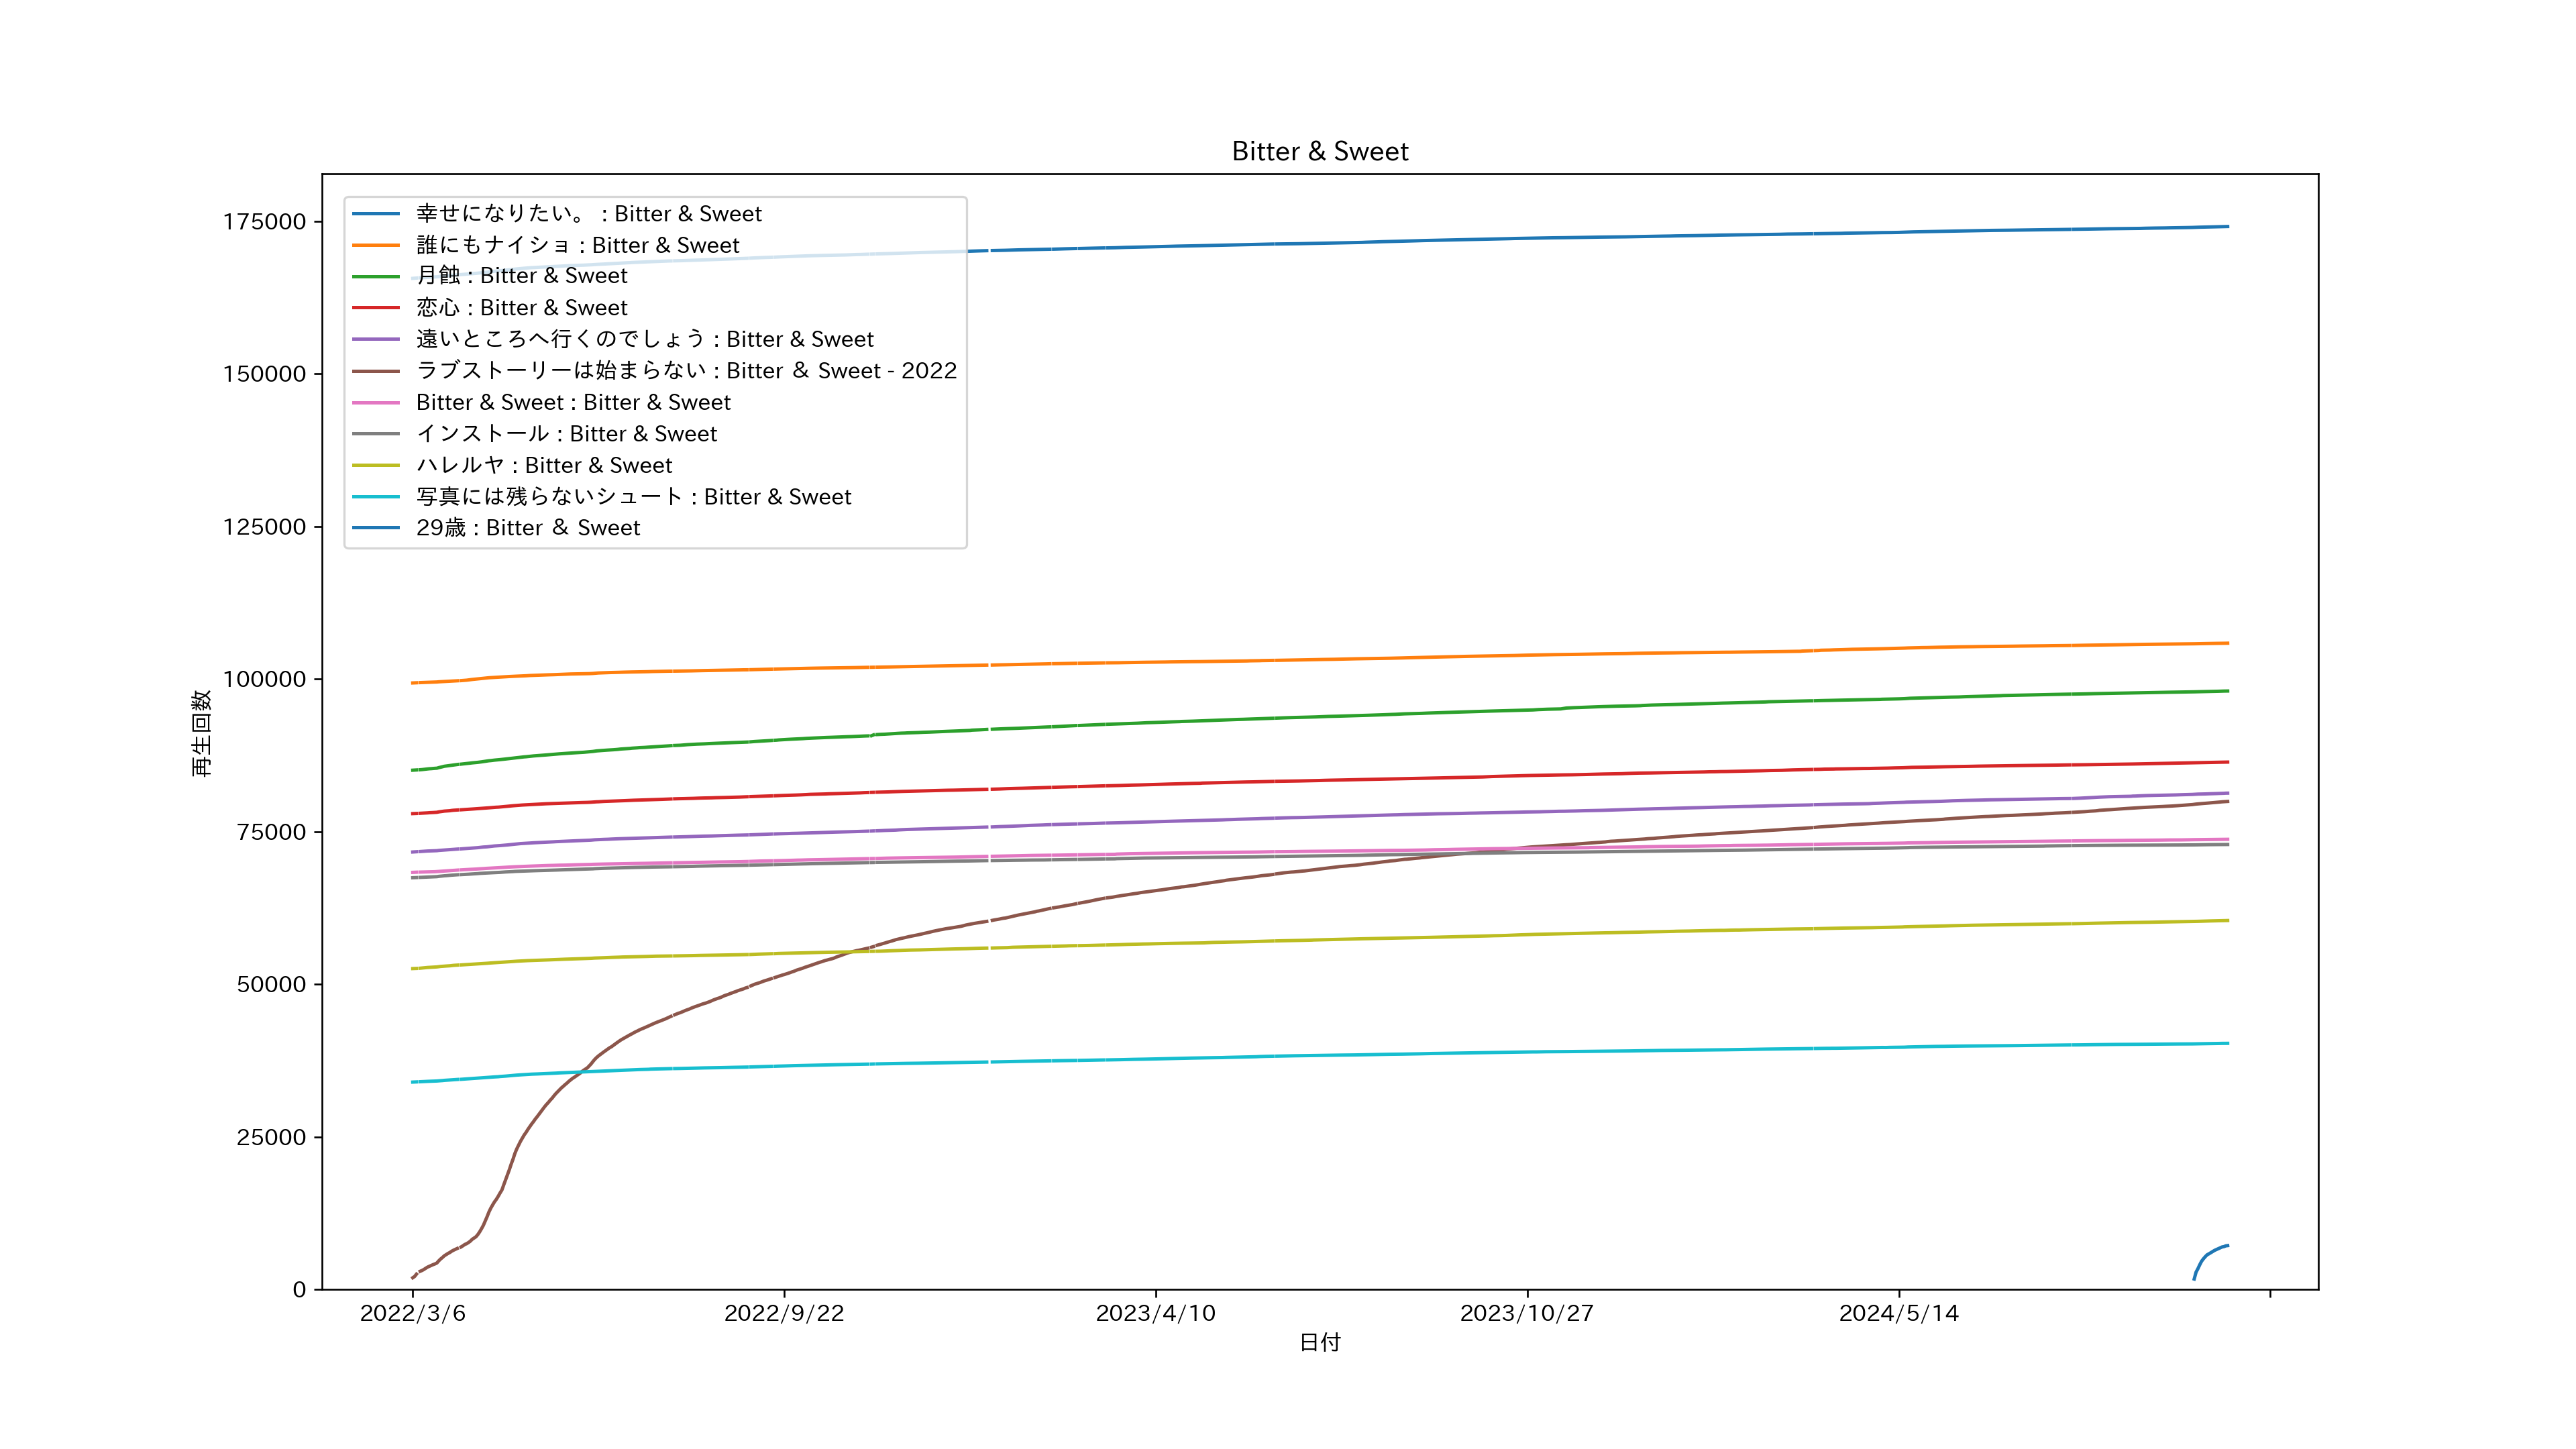 Bitter & Sweet
175000
150000
125000
100000
75000
50000
25000
0
再生回数
幸せになりたい。 : Bitter & Sweet
誰にもナイショ : Bitter & Sweet
月蝕 : Bitter & Sweet
恋心 : Bitter & Sweet
遠いところへ行くのでしょう : Bitter & Sweet
ラブストーリーは始まらない : Bitter ＆ Sweet - 2022
Bitter & Sweet : Bitter & Sweet
インストール : Bitter & Sweet
ハレルヤ : Bitter & Sweet
写真には残らないシュート : Bitter & Sweet
29歳 : Bitter ＆ Sweet
2022/3/6 2022/9/22 2023/4/10 2023/10/27 2024/5/14
日付